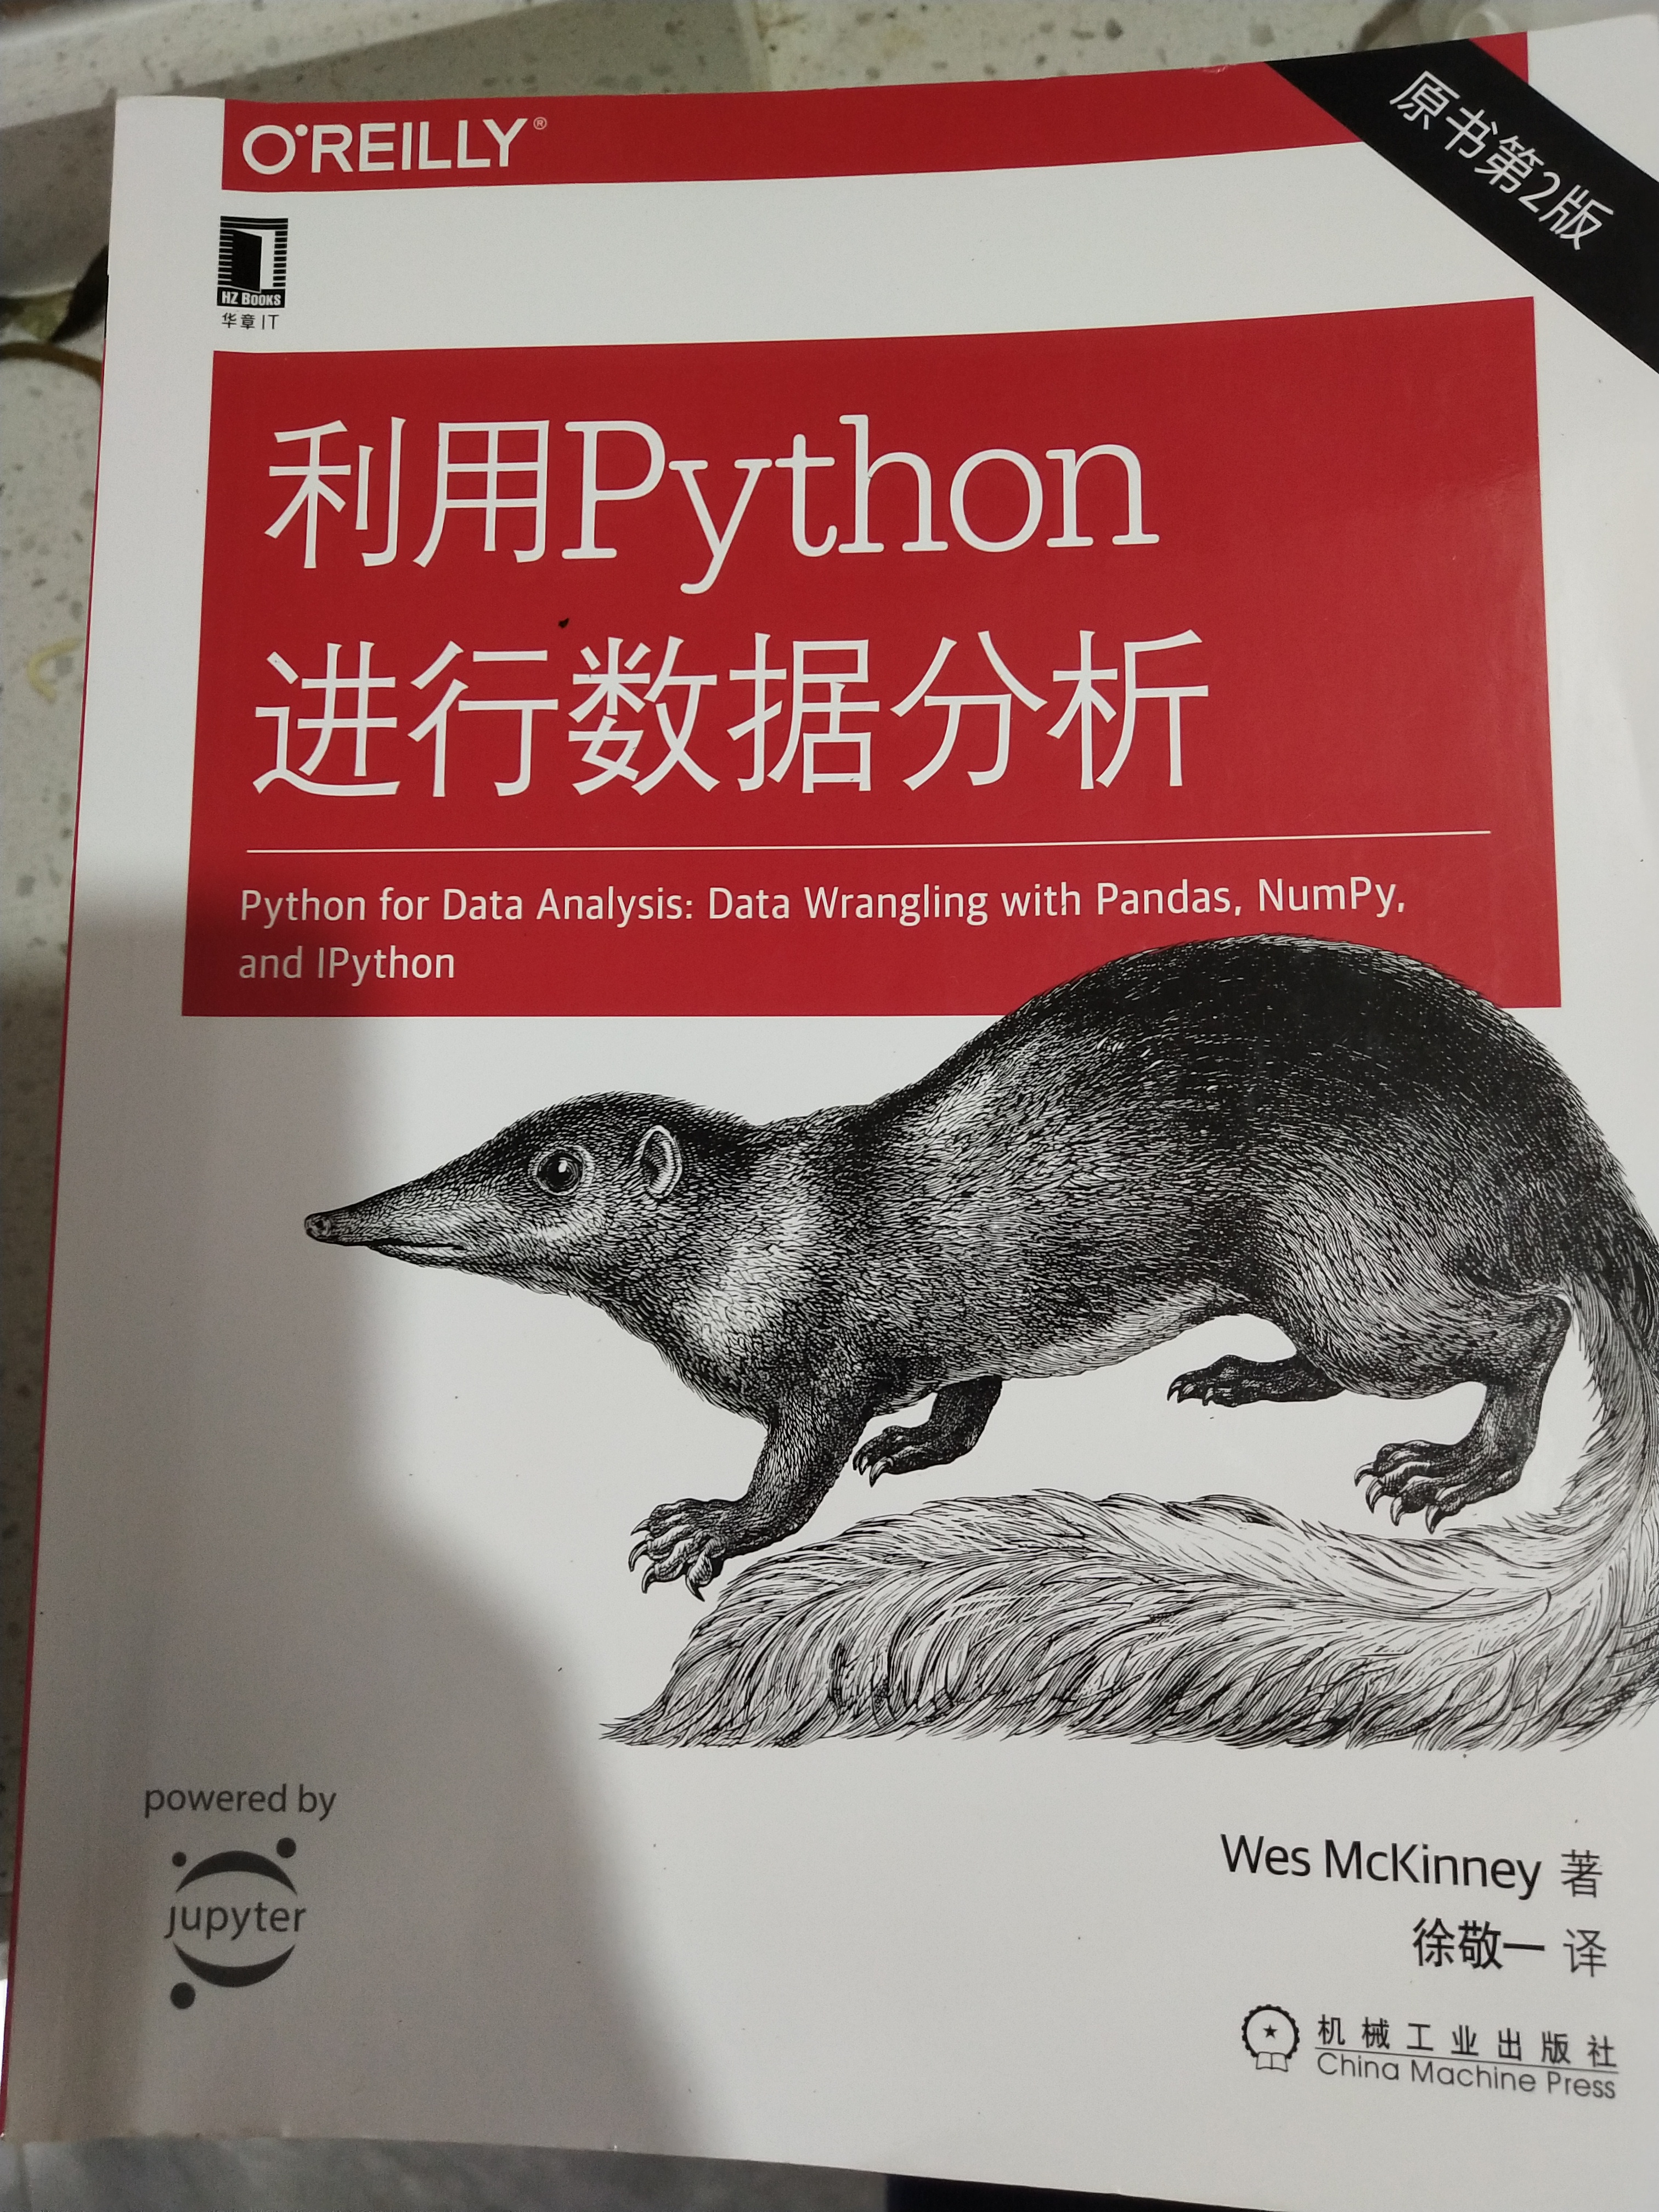 O'REILLY®
原书第2版
HZ BOOKS
华章IT
利用Python
进行数据分析
Python for Data Analysis: Data Wrangling with Pandas, NumPy,
and IPython
powered by
jupyter
Wes McKinney 著
徐敬一 译
机械工业出版社
China Machine Press